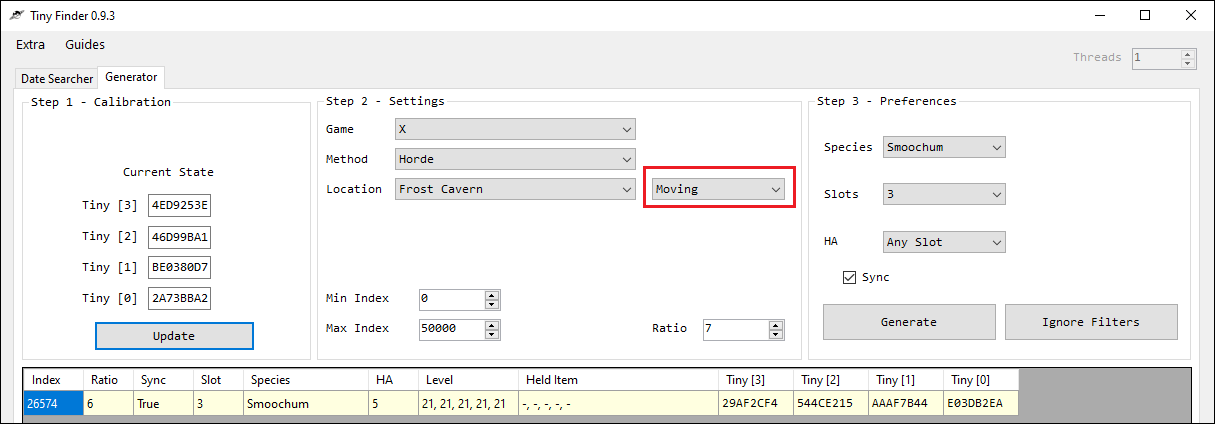 Tiny Finder 0.9.3
Extra Guides
Threads 1
Date Searcher Generator
Step 1 - Calibration
Current State
Tiny [3] 4ED9253E
Tiny [2] 46D99BA1
Tiny [1] BE0380D7
Tiny [0] 2A73BBA2
Update
Step 2 - Settings
Game X
Method Horde
Location Frost Cavern Moving
Min Index 0
Max Index 50000 Ratio 7
Step 3 - Preferences
Species Smoochum
Slots 3
HA Any Slot
Sync
Generate Ignore Filters
Index Ratio Sync Slot Species HA Level Held Item Tiny [3] Tiny [2] Tiny [1] Tiny [0]
26574 6 True 3 Smoochum 5 21, 21, 21, 21, 21 -, -, -, -, - 29AF2CF4 544CE215 AAAF7B44 E03DB2EA